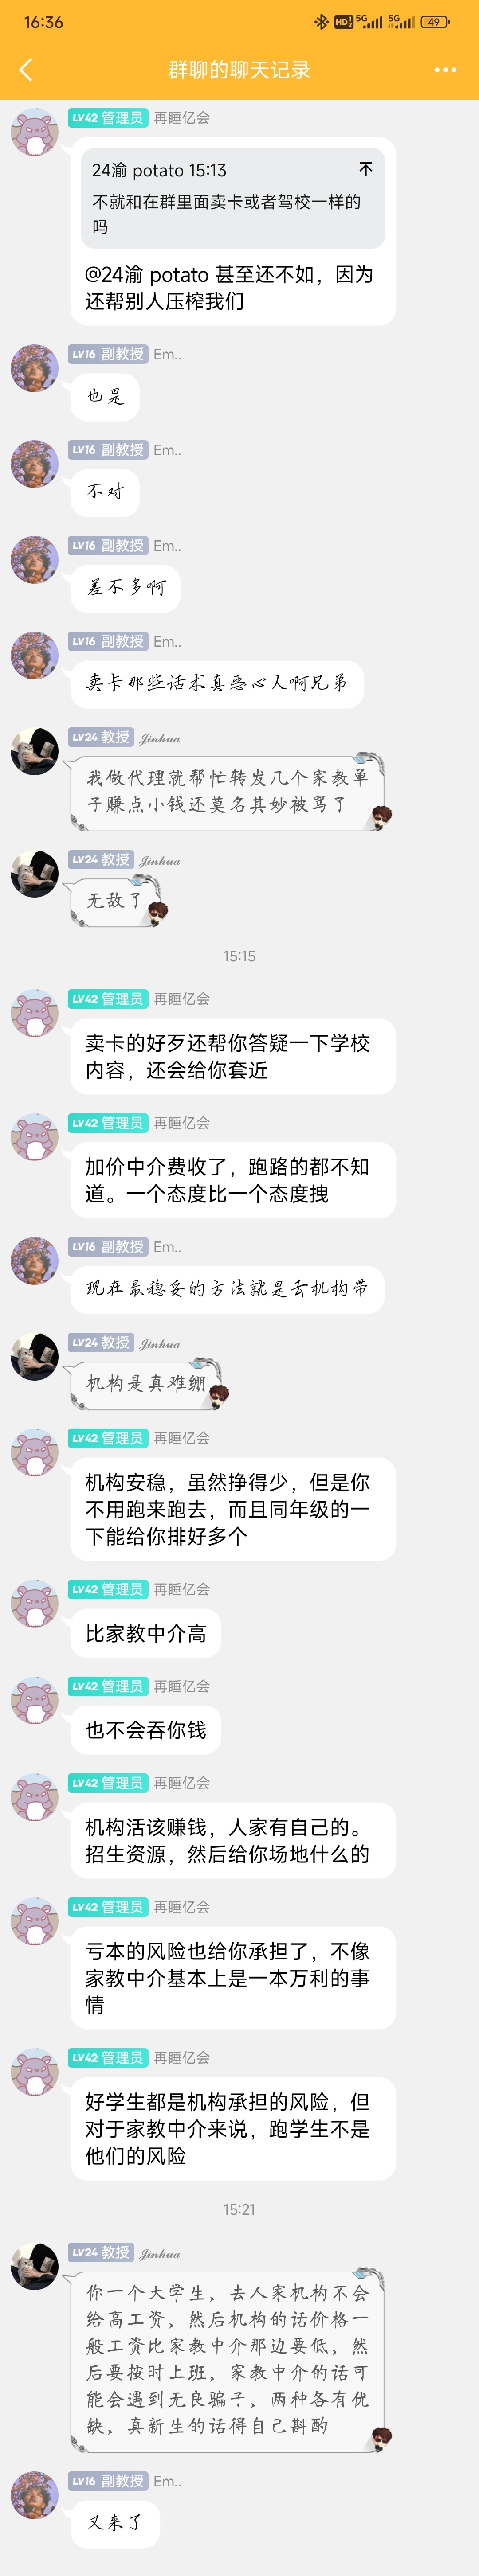 16:36
HD 5G 5G 49
群聊的聊天记录
LV42 管理员 再睡亿会
24渝 potato 15:13
不就和在群里面卖卡或者驾校一样的
吗
@24渝 potato 甚至还不如，因为
还帮别人压榨我们
LV16 副教授 Em..
也是
LV16 副教授 Em..
不对
LV16 副教授 Em..
差不多啊
LV16 副教授 Em..
卖卡那些话术真恶心人啊兄弟
LV24 教授 Jinhua
我做代理就帮忙转发几个家教单
子赚点小钱还莫名其妙被骂了
LV24 教授 Jinhua
无敌了
15:15
LV42 管理员 再睡亿会
卖卡的好歹还帮你答疑一下学校
内容，还会给你套近
LV42 管理员 再睡亿会
加价中介费收了，跑路的都不知
道。一个态度比一个态度拽
LV16 副教授 Em..
现在最稳妥的方法就是去机构带
LV24 教授 Jinhua
机构是真难绷
LV42 管理员 再睡亿会
机构安稳，虽然挣得少，但是你
不用跑来跑去，而且同年级的一
下能给你排好多个
LV42 管理员 再睡亿会
比家教中介高
LV42 管理员 再睡亿会
也不会吞你钱
LV42 管理员 再睡亿会
机构活该赚钱，人家有自己的。
招生资源，然后给你场地什么的
LV42 管理员 再睡亿会
亏本的风险也给你承担了，不像
家教中介基本上是一本万利的事
情
LV42 管理员 再睡亿会
好学生都是机构承担的风险，但
对于家教中介来说，跑学生不是
他们的风险
15:21
LV24 教授 Jinhua
你一个大学生，去人家机构不会
给高工资，然后机构的话价格一
般工资比家教中介那边要低，然
后要按时上班，家教中介的话可
能会遇到无良骗子，两种各有优
缺，真新生的话得自己斟酌
LV16 副教授 Em..
又来了